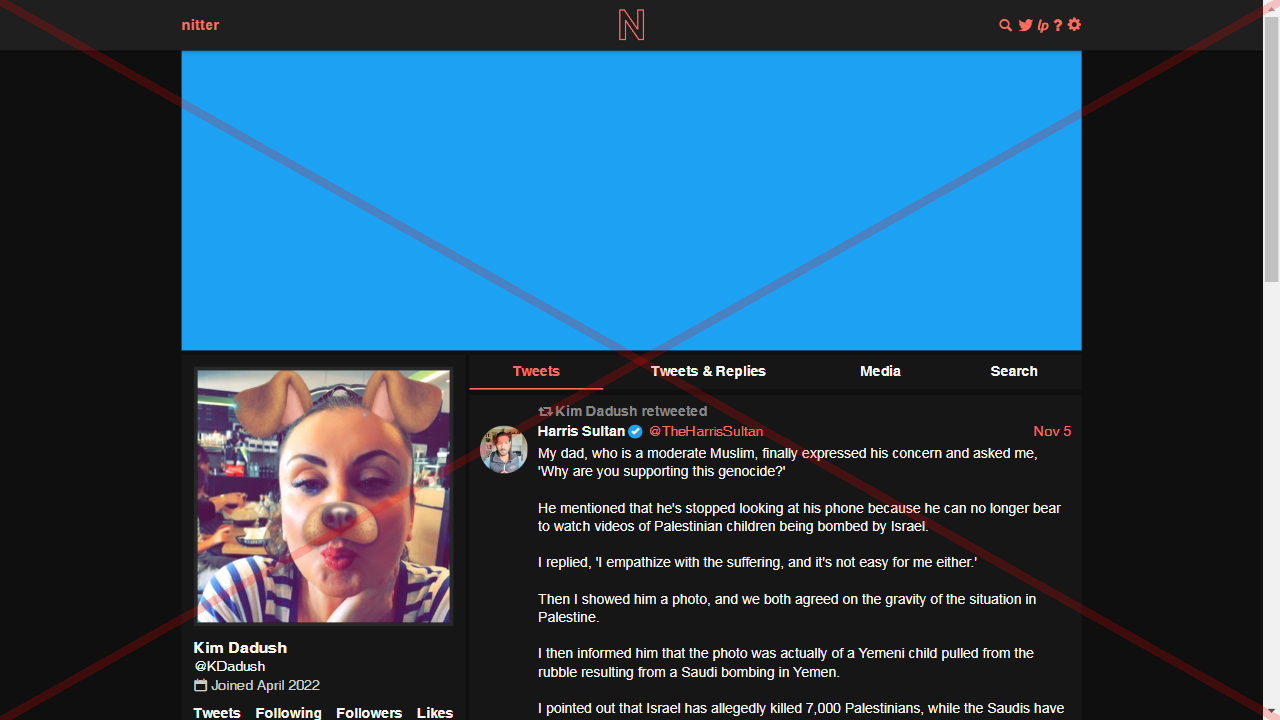 nitter
N
lp ?
Tweets
Tweets & Replies
Media
Search
Kim Dadush retweeted
Harris Sultan @TheHarrisSultan Nov 5
My dad, who is a moderate Muslim, finally expressed his concern and asked me,
'Why are you supporting this genocide?'
He mentioned that he's stopped looking at his phone because he can no longer bear
to watch videos of Palestinian children being bombed by Israel.
I replied, 'I empathize with the suffering, and it's not easy for me either.'
Then I showed him a photo, and we both agreed on the gravity of the situation in
Palestine.
I then informed him that the photo was actually of a Yemeni child pulled from the
rubble resulting from a Saudi bombing in Yemen.
I pointed out that Israel has allegedly killed 7,000 Palestinians, while the Saudis have
Kim Dadush
@KDadush
Joined April 2022
Tweets Following Followers Likes